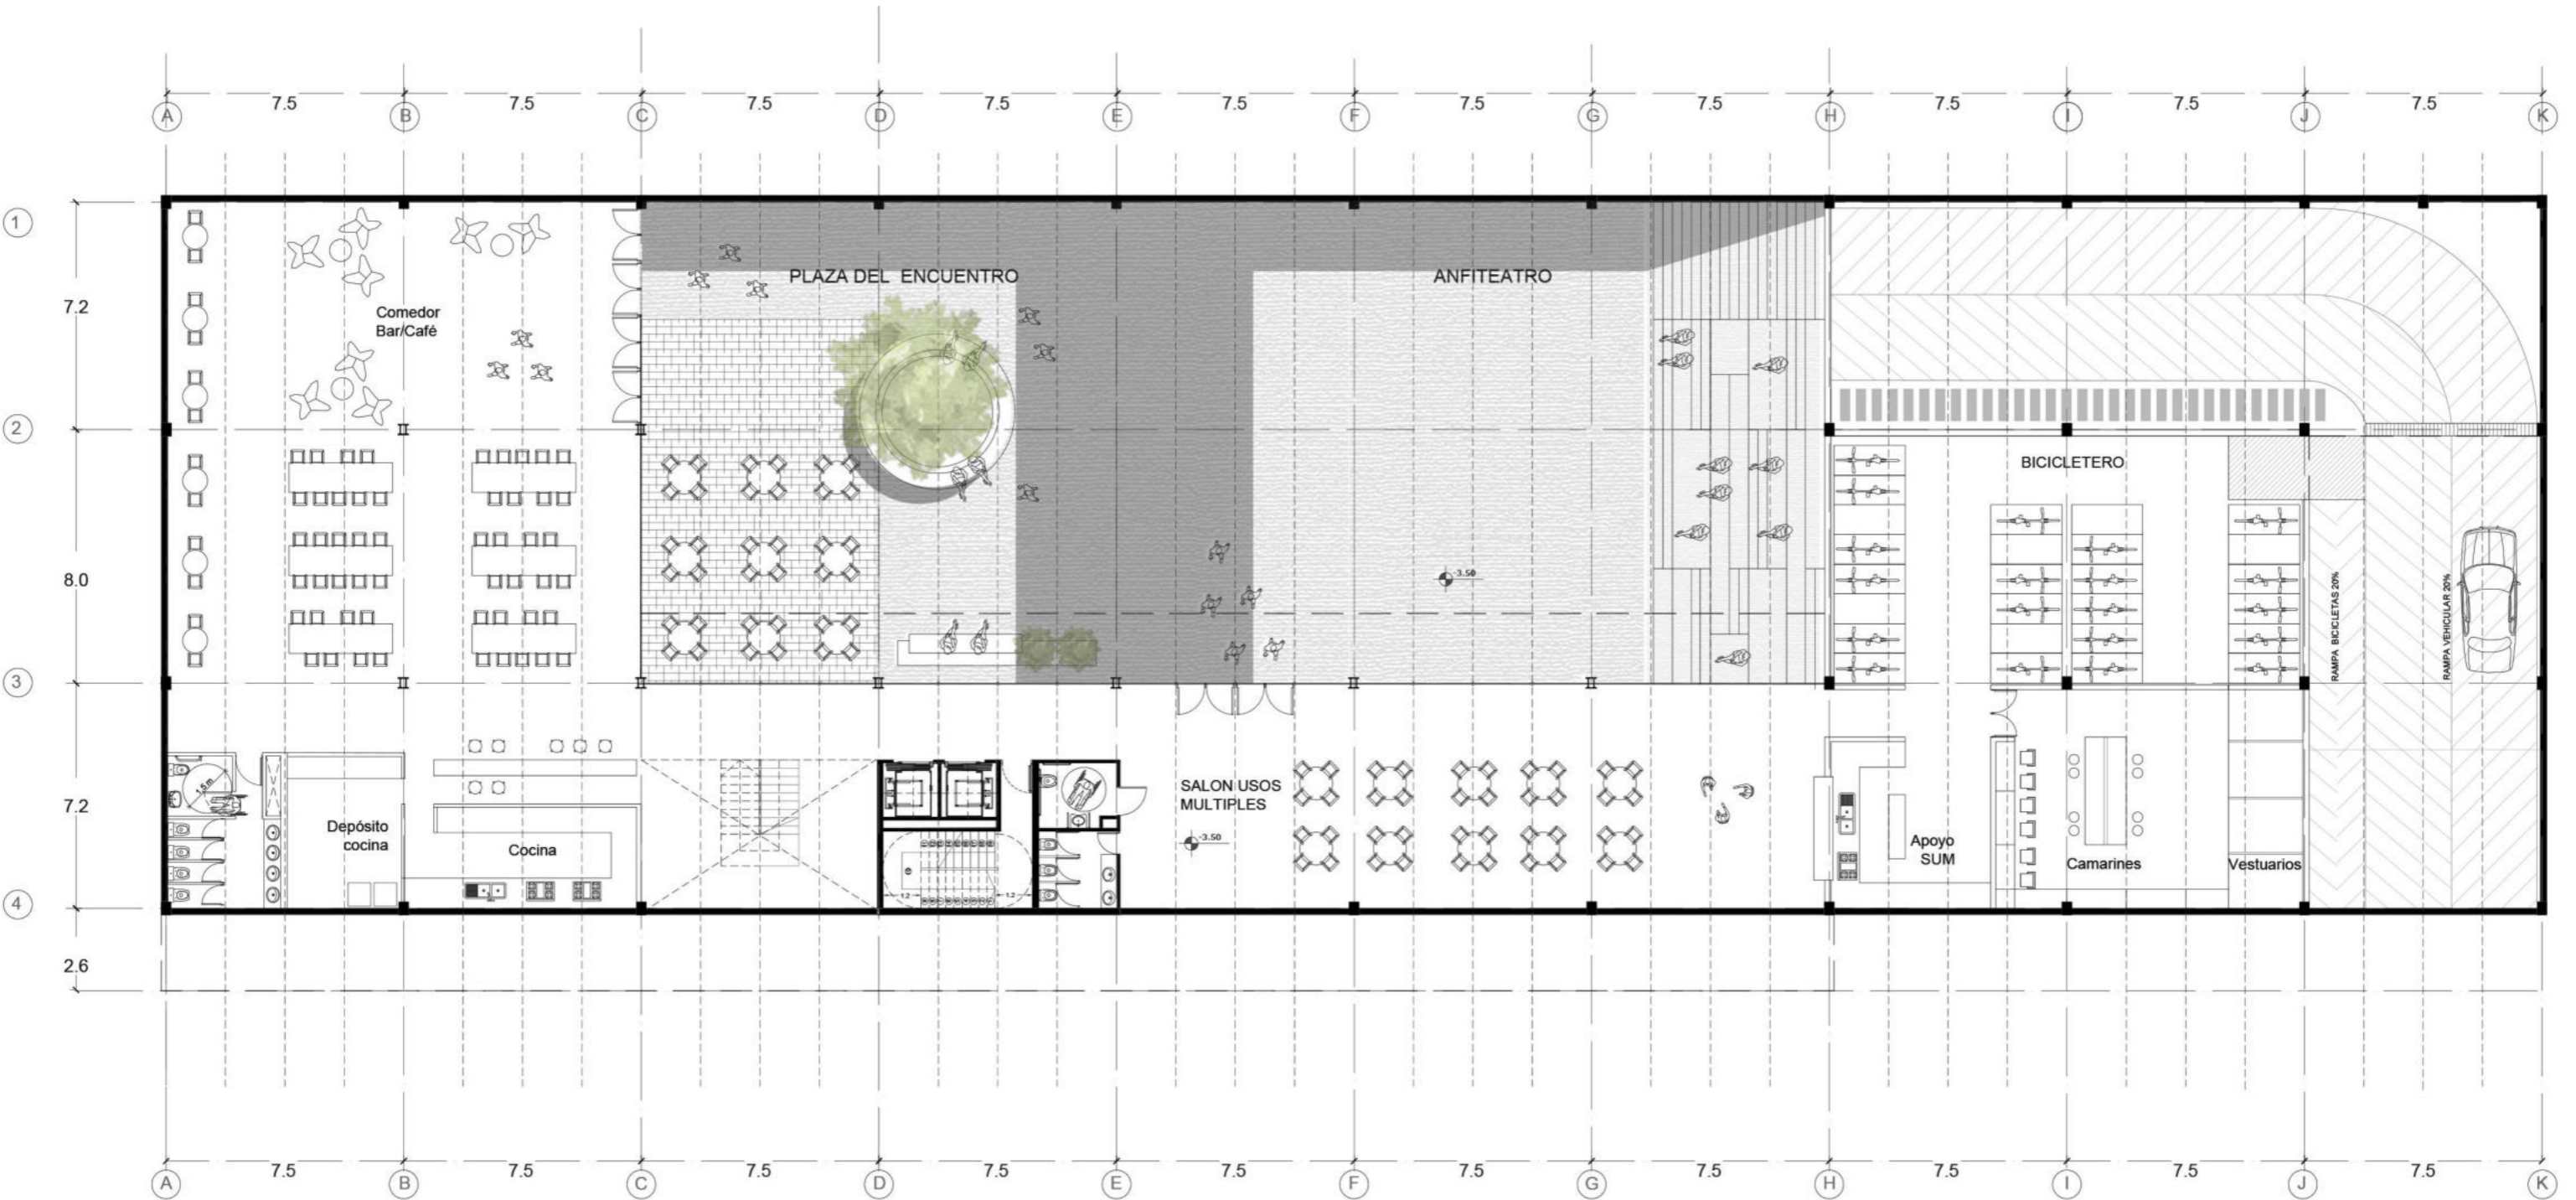 7.5 7.5 7.5 7.5 7.5 7.5 7.5 7.5 7.5 7.5
A B C D E F G H I J K
1
PLAZA DEL ENCUENTRO
ANFITEATRO
7.2
Comedor
Bar/Café
2
BICICLETERO
8.0
-3.50
RAMPA BICICLETAS 20%
RAMPA VEHICULAR 20%
3
1.5 m
SALON USOS
MULTIPLES
7.2
Depósito
cocina
Cocina
-3.50
Apoyo
SUM
Camarines
Vestuarios
1.2
1.2
4
2.6
7.5 7.5 7.5 7.5 7.5 7.5 7.5 7.5 7.5 7.5
A B C D E F G H I J K